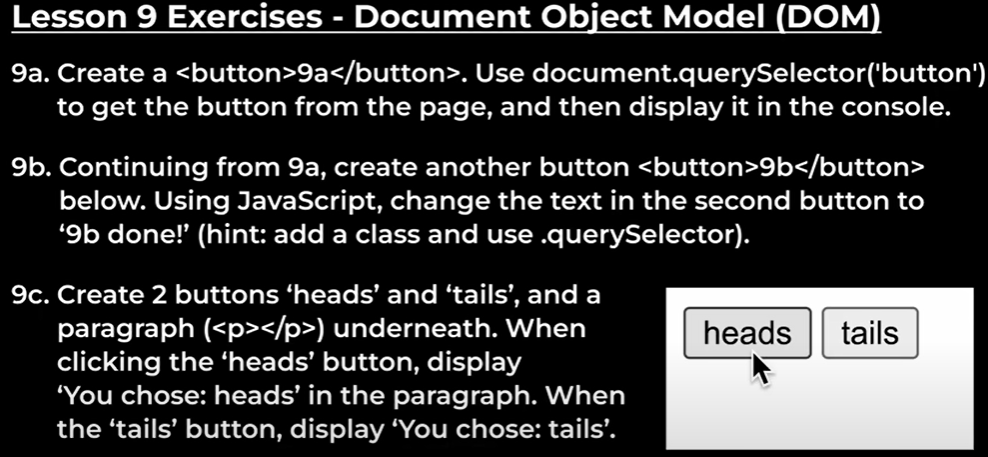 Lesson 9 Exercises - Document Object Model (DOM)
9a. Create a <button>9a</button>. Use document.querySelector('button')
to get the button from the page, and then display it in the console.
9b. Continuing from 9a, create another button <button>9b</button>
below. Using JavaScript, change the text in the second button to
‘9b done!’ (hint: add a class and use .querySelector).
9c. Create 2 buttons ‘heads’ and ‘tails’, and a
paragraph (<p></p>) underneath. When
clicking the ‘heads’ button, display
‘You chose: heads’ in the paragraph. When
the ‘tails’ button, display ‘You chose: tails’.
heads tails